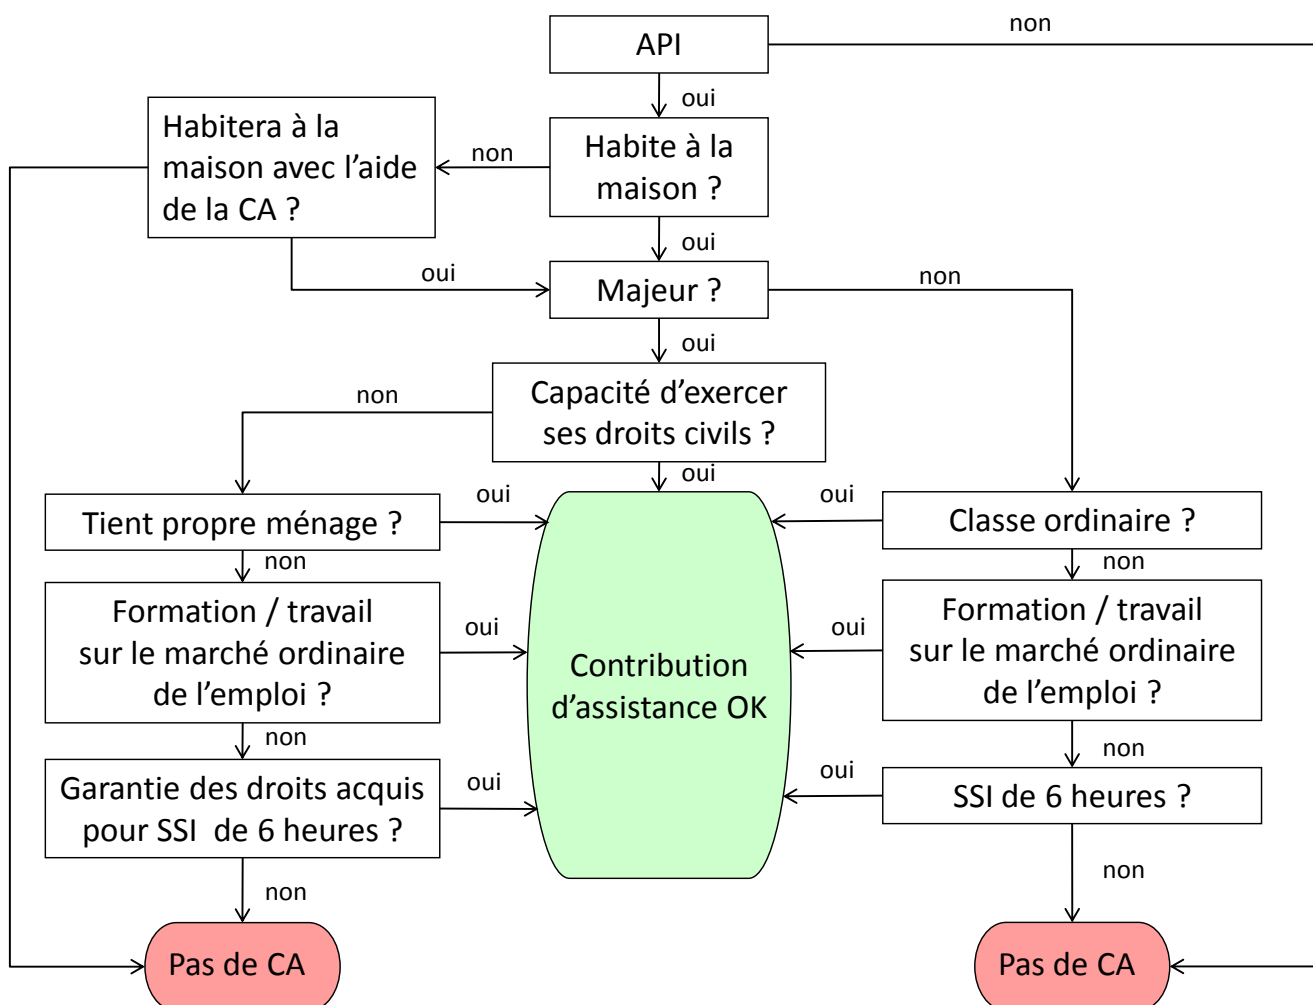 non
API
oui
Habitera à la
maison avec l’aide
de la CA ?
non
Habite à la
maison ?
oui
oui
Majeur ?
non
oui
non
Capacité d’exercer
ses droits civils ?
oui
Tient propre ménage ?
oui
oui
Classe ordinaire ?
non
non
Formation / travail
sur le marché ordinaire
de l’emploi ?
oui
Contribution
d’assistance OK
oui
Formation / travail
sur le marché ordinaire
de l’emploi ?
non
non
Garantie des droits acquis
pour SSI de 6 heures ?
oui
oui
SSI de 6 heures ?
non
non
Pas de CA
Pas de CA